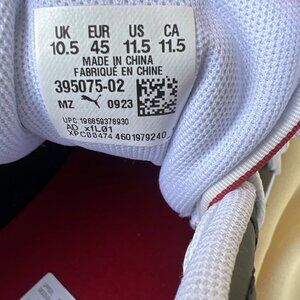 UK EUR US CA
10.5 45 11.5 11.5
MADE IN CHINA
FABRIQUÉ EN CHINE
395075-02
MZ 0923
UPC:196859378930
AD xfL01
XPC00474 4601979240